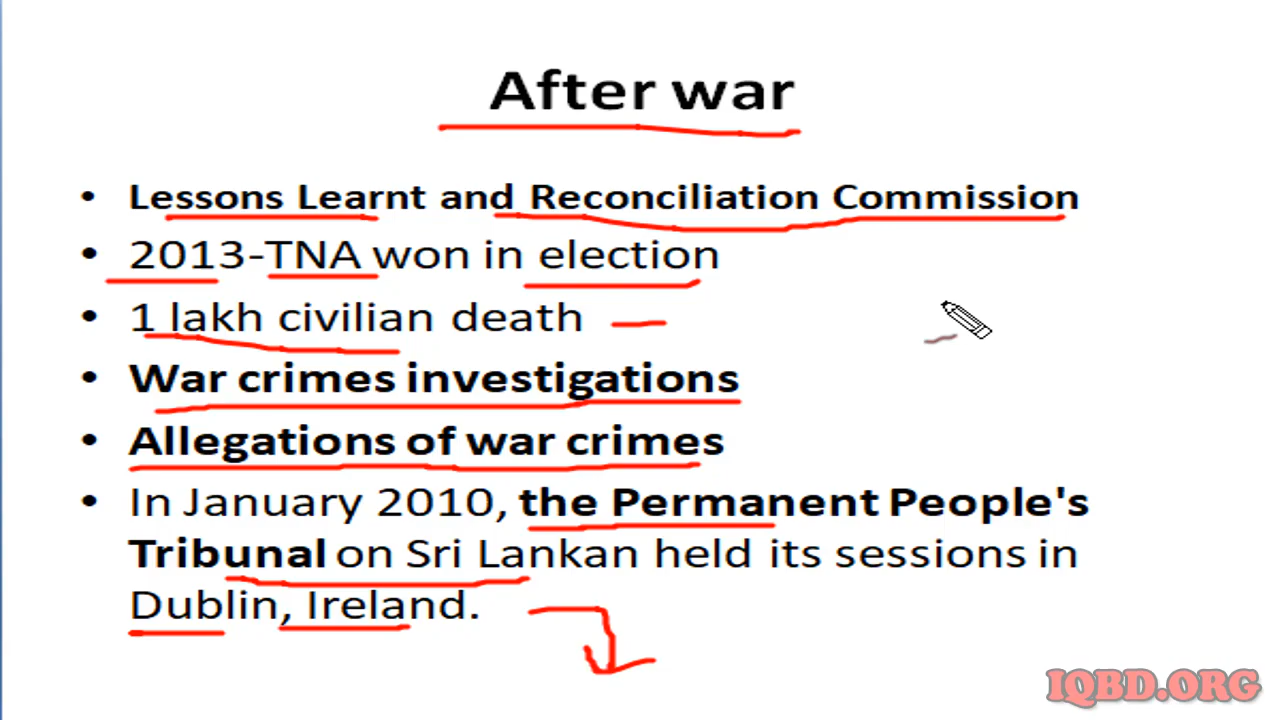 After war
• Lessons Learnt and Reconciliation Commission
• 2013-TNA won in election
• 1 lakh civilian death
• War crimes investigations
• Allegations of war crimes
• In January 2010, the Permanent People's
Tribunal on Sri Lankan held its sessions in
Dublin, Ireland.
IQBD.ORG